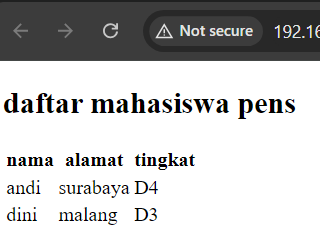 Not secure 192.16
daftar mahasiswa pens
nama alamat tingkat
andi surabaya D4
dini malang D3